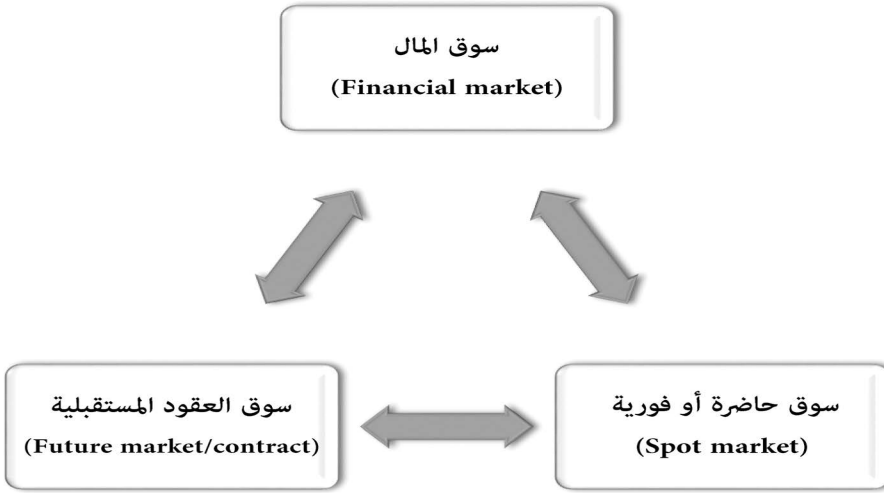 سوق المال
(Financial market)
سوق حاضرة أو فورية
(Spot market)
سوق العقود المستقبلية
(Future market/contract)